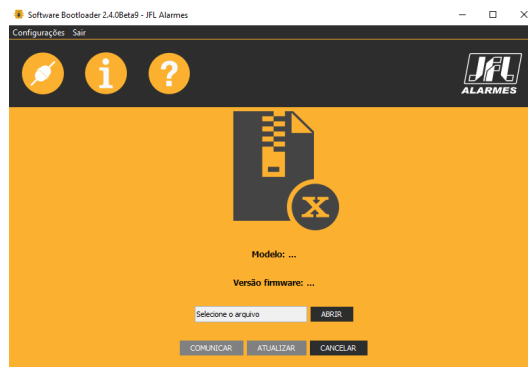 Software Bootloader 2.4.0Beta9 - JFL Alarmes
Configurações Sair
i ?
JFL
ALARMES
X
Modelo: ...
Versão firmware: ...
Selecione o arquivo ABRIR
COMUNICAR ATUALIZAR CANCELAR